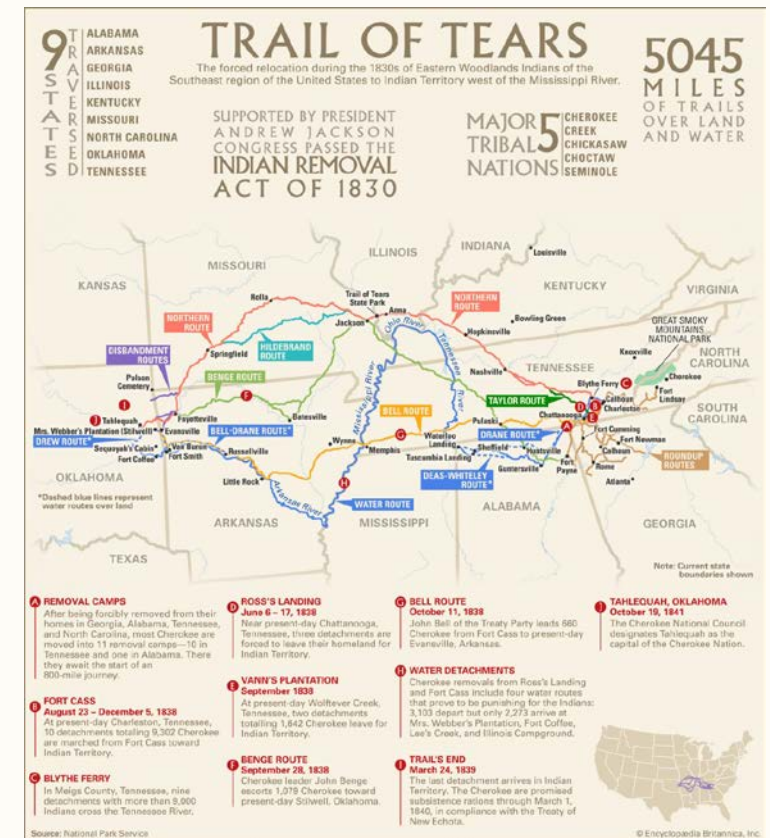 9 STATES TRAVERSED
ALABAMA
ARKANSAS
GEORGIA
ILLINOIS
KENTUCKY
MISSOURI
NORTH CAROLINA
OKLAHOMA
TENNESSEE
TRAIL OF TEARS
The forced relocation during the 1830s of Eastern Woodlands Indians of the
Southeast region of the United States to Indian Territory west of the Mississippi River.
SUPPORTED BY PRESIDENT
ANDREW JACKSON
CONGRESS PASSED THE
INDIAN REMOVAL
ACT OF 1830
MAJOR 5
TRIBAL
NATIONS
CHEROKEE
CREEK
CHICKASAW
CHOCTAW
SEMINOLE
5045
MILES
OF TRAILS
OVER LAND
AND WATER
KANSAS
MISSOURI
ILLINOIS
INDIANA
Louisville
KENTUCKY
VIRGINIA
Rolla
Trail of Tears
State Park
Anna
NORTHERN
ROUTE
NORTHERN
ROUTE
Jackson
Ohio River
Bowling Green
Hopkinsville
GREAT SMOKY
MOUNTAINS
NATIONAL PARK
HILDEBRAND
ROUTE
Springfield
DISBANDMENT
ROUTES
Knoxville
NORTH
CAROLINA
BENGE ROUTE
Nashville
TENNESSEE
Blythe Ferry
C
Cherokee
Polson
Cemetery
Mississippi River
Tennessee
River
TAYLOR ROUTE
D
B
Calhoun
Charleston
Fort
Lindsay
I
F
BELL ROUTE
Chattanooga
E
J
Tahlequah
Fayetteville
Batesville
Pulaski
A
SOUTH
CAROLINA
Mrs. Webber's Plantation (Stilwell)
Evansville
BELL-DRANE ROUTE*
G
Waterloo
Landing
DRANE ROUTE*
Fort Cumming
DREW ROUTE*
Wynne
Sheffield
Huntsville
Fort Newman
Sequoyah's Cabin
Van Buren
Russellville
Memphis
Tuscumbia Landing
Calhoun
Fort Coffee
Fort Smith
Guntersville
Fort
Payne
Rome
ROUNDUP
ROUTES
OKLAHOMA
Little Rock
H
DEAS-WHITELEY
ROUTE*
Atlanta
*Dashed blue lines represent
water routes over land
Arkansas River
WATER ROUTE
ALABAMA
ARKANSAS
MISSISSIPPI
GEORGIA
TEXAS
Note: Current state
boundaries shown
A REMOVAL CAMPS
After being forcibly removed from their
homes in Georgia, Alabama, Tennessee,
and North Carolina, most Cherokee are
moved into 11 removal camps—10 in
Tennessee and one in Alabama. There
they await the start of an
800-mile journey.
B FORT CASS
August 23 – December 5, 1838
At present-day Charleston, Tennessee,
10 detachments totaling 9,302 Cherokee
are marched from Fort Cass toward
Indian Territory.
C BLYTHE FERRY
In Meigs County, Tennessee, nine
detachments with more than 9,000
Indians cross the Tennessee River.
D ROSS'S LANDING
June 6 – 17, 1838
Near present-day Chattanooga,
Tennessee, three detachments are
forced to leave their homeland for
Indian Territory.
E VANN'S PLANTATION
September 1838
At present-day Wolftever Creek,
Tennessee, two detachments
totalling 1,842 Cherokee leave for
Indian Territory.
F BENGE ROUTE
September 28, 1838
Cherokee leader John Benge
escorts 1,079 Cherokee toward
present-day Stilwell, Oklahoma.
G BELL ROUTE
October 11, 1838
John Bell of the Treaty Party leads 660
Cherokee from Fort Cass to present-day
Evansville, Arkansas.
H WATER DETACHMENTS
Cherokee removals from Ross's Landing
and Fort Cass include four water routes
that prove to be punishing for the Indians:
3,103 depart but only 2,273 arrive at
Mrs. Webber's Plantation, Fort Coffee,
Lee's Creek, and Illinois Campground.
I TRAIL'S END
March 24, 1839
The last detachment arrives in Indian
Territory. The Cherokee are promised
subsistence rations through March 1,
1840, in compliance with the Treaty of
New Echota.
J TAHLEQUAH, OKLAHOMA
October 19, 1841
The Cherokee National Council
designates Tahlequah as the
capital of the Cherokee Nation.
Source: National Park Service
© Encyclopædia Britannica, Inc.